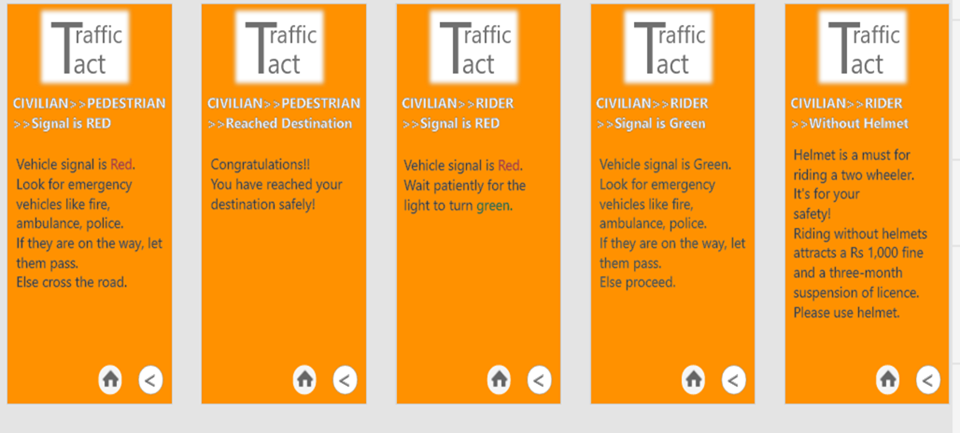 Traffic
Tact
CIVILIAN>>PEDESTRIAN
>>Signal is RED
Vehicle signal is Red.
Look for emergency
vehicles like fire,
ambulance, police.
If they are on the way, let
them pass.
Else cross the road.
<
Traffic
Tact
CIVILIAN>>PEDESTRIAN
>>Reached Destination
Congratulations!!
You have reached your
destination safely!
<
Traffic
Tact
CIVILIAN>>RIDER
>>Signal is RED
Vehicle signal is Red.
Wait patiently for the
light to turn green.
<
Traffic
Tact
CIVILIAN>>RIDER
>>Signal is Green
Vehicle signal is Green.
Look for emergency
vehicles like fire,
ambulance, police.
If they are on the way, let
them pass.
Else proceed.
<
Traffic
Tact
CIVILIAN>>RIDER
>>Without Helmet
Helmet is a must for
riding a two wheeler.
It's for your
safety!
Riding without helmets
attracts a Rs 1,000 fine
and a three-month
suspension of licence.
Please use helmet.
<